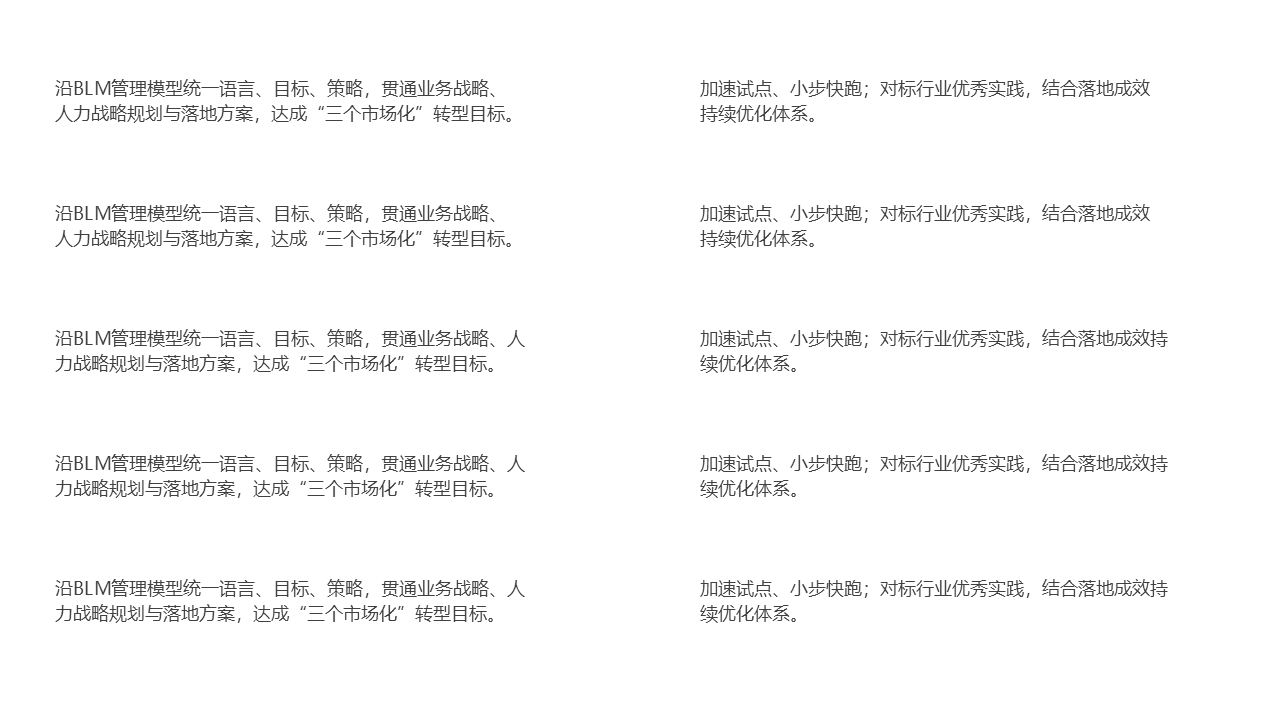 沿BLM管理模型统一语言、目标、策略，贯通业务战略、
人力战略规划与落地方案，达成“三个市场化”转型目标。
加速试点、小步快跑；对标行业优秀实践，结合落地成效
持续优化体系。
沿BLM管理模型统一语言、目标、策略，贯通业务战略、
人力战略规划与落地方案，达成“三个市场化”转型目标。
加速试点、小步快跑；对标行业优秀实践，结合落地成效
持续优化体系。
沿BLM管理模型统一语言、目标、策略，贯通业务战略、人
力战略规划与落地方案，达成“三个市场化”转型目标。
加速试点、小步快跑；对标行业优秀实践，结合落地成效持
续优化体系。
沿BLM管理模型统一语言、目标、策略，贯通业务战略、人
力战略规划与落地方案，达成“三个市场化”转型目标。
加速试点、小步快跑；对标行业优秀实践，结合落地成效持
续优化体系。
沿BLM管理模型统一语言、目标、策略，贯通业务战略、人
力战略规划与落地方案，达成“三个市场化”转型目标。
加速试点、小步快跑；对标行业优秀实践，结合落地成效持
续优化体系。